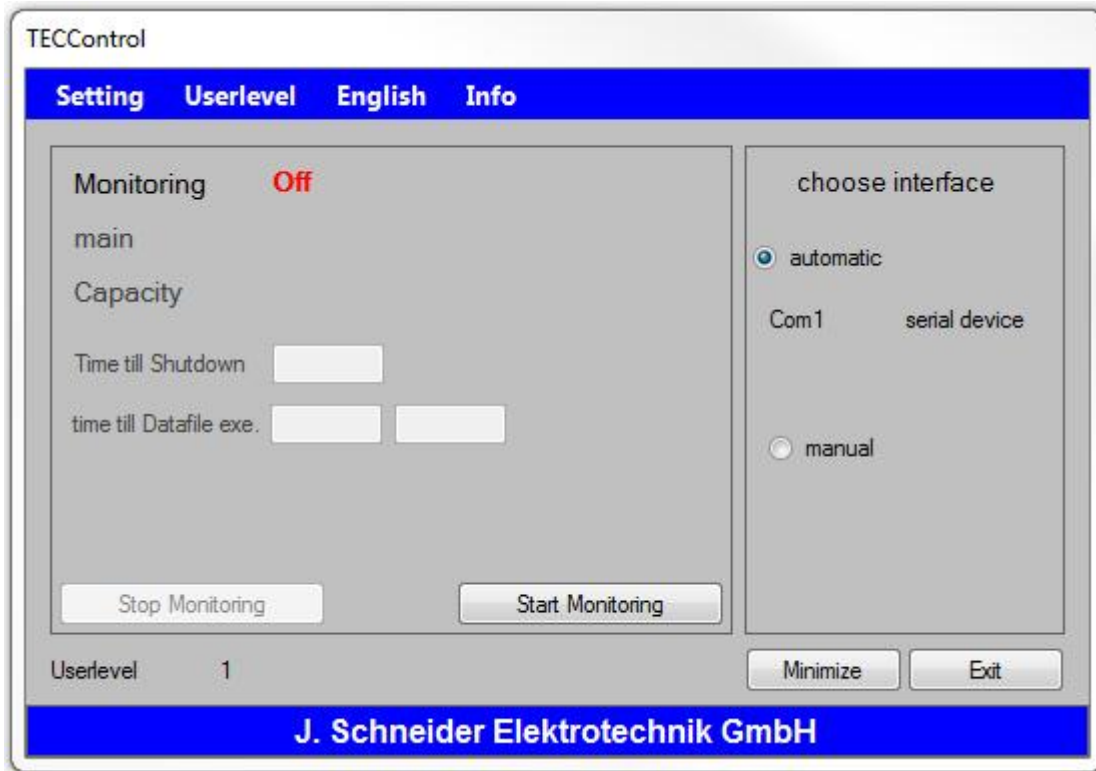 TECControl
Setting Userlevel English Info
Monitoring Off
main
Capacity
Time till Shutdown
time till Datafile exe.
Stop Monitoring Start Monitoring
choose interface
automatic
Com1 serial device
manual
Userlevel 1
Minimize Exit
J. Schneider Elektrotechnik GmbH